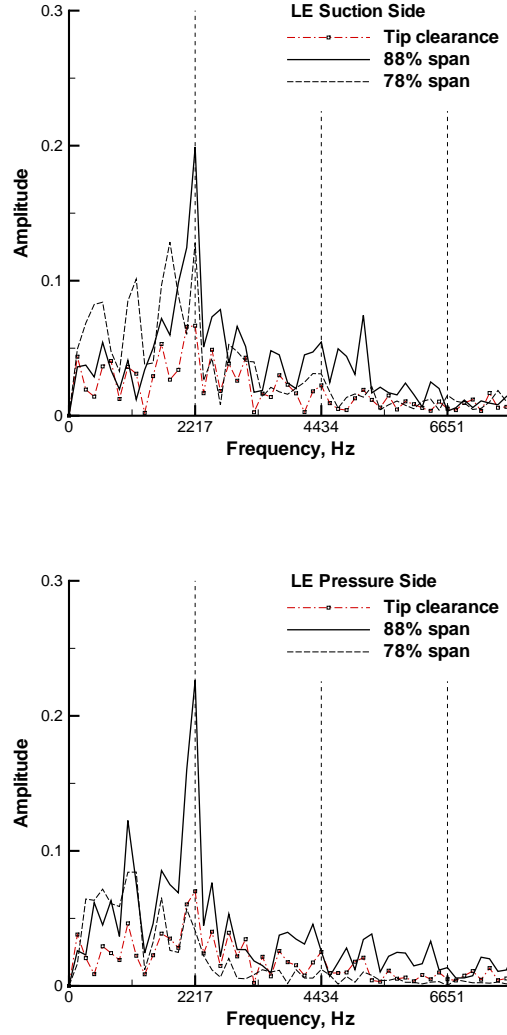 LE Suction Side
Tip clearance
88% span
78% span
0.3
0.2
0.1
0
Amplitude
0 2217 4434 6651
Frequency, Hz
LE Pressure Side
Tip clearance
88% span
78% span
0.3
0.2
0.1
0
Amplitude
0 2217 4434 6651
Frequency, Hz